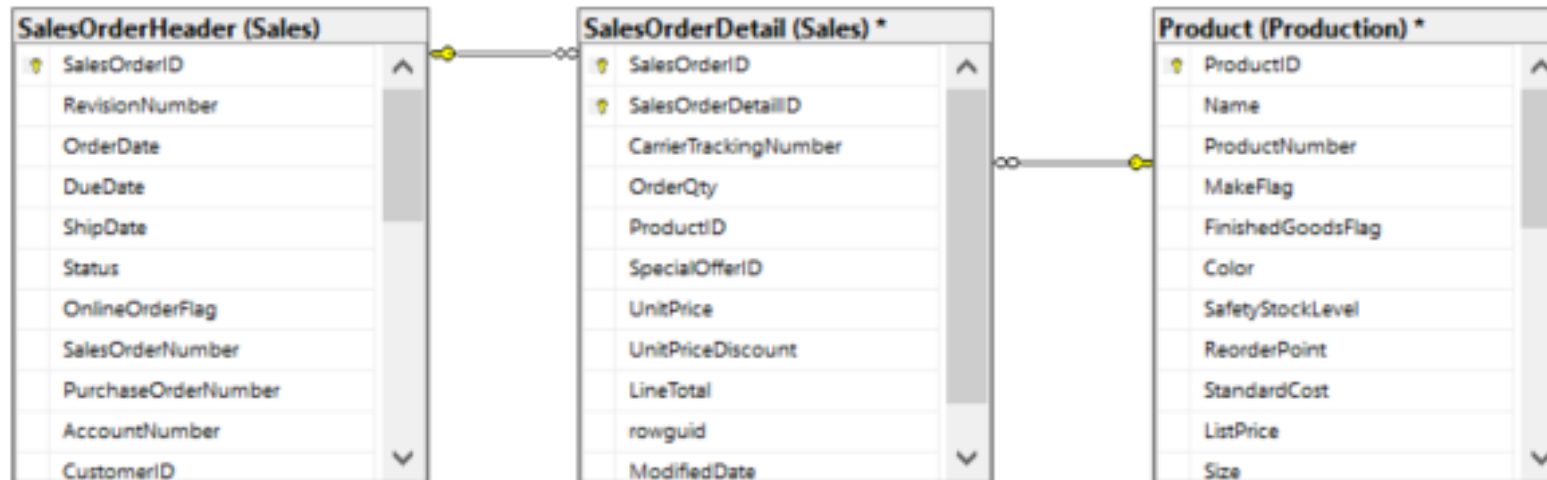 SalesOrderHeader (Sales)
SalesOrderID
RevisionNumber
OrderDate
DueDate
ShipDate
Status
OnlineOrderFlag
SalesOrderNumber
PurchaseOrderNumber
AccountNumber
CustomerID
SalesOrderDetail (Sales) *
SalesOrderID
SalesOrderDetailID
CarrierTrackingNumber
OrderQty
ProductID
SpecialOfferID
UnitPrice
UnitPriceDiscount
LineTotal
rowguid
ModifiedDate
Product (Production) *
ProductID
Name
ProductNumber
MakeFlag
FinishedGoodsFlag
Color
SafetyStockLevel
ReorderPoint
StandardCost
ListPrice
Size